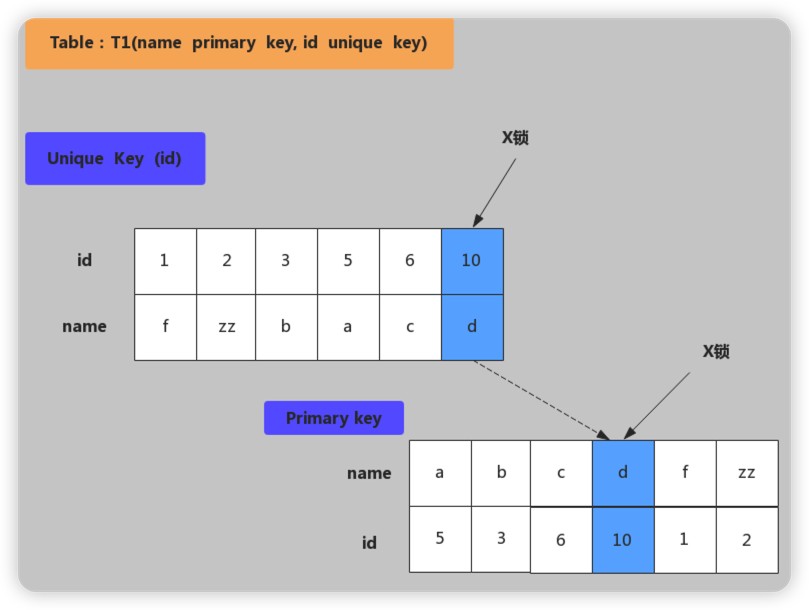 Table : T1(name primary key, id unique key)
X锁
Unique Key (id)
id 1 2 3 5 6 10
name f zz b a c d
X锁
Primary key
name a b c d f zz
id 5 3 6 10 1 2